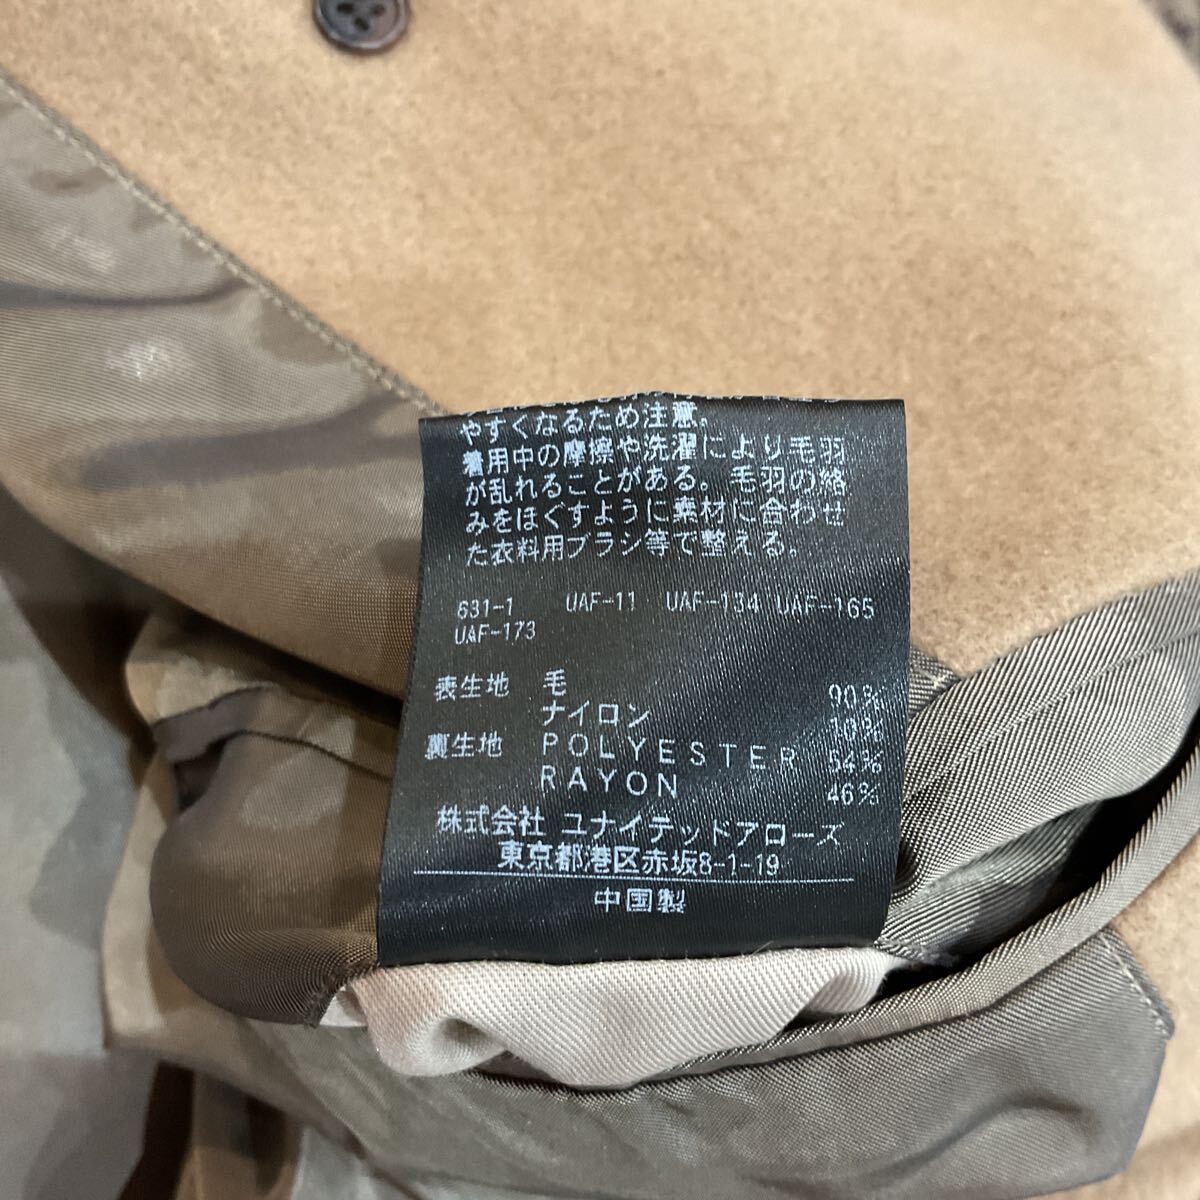 やすくなるため注意。
着用中の摩擦や洗濯により毛羽
が乱れることがある。毛羽の絡
みをほぐすように素材に合わせ
た衣料用ブラシ等で整える。
631-1 UAF-11 UAF-134 UAF-165
UAF-173
表生地 毛 90%
ナイロン 10%
裏生地 POLYESTER 54%
RAYON 46%
株式会社 ユナイテッドアローズ
東京都港区赤坂8-1-19
中国製